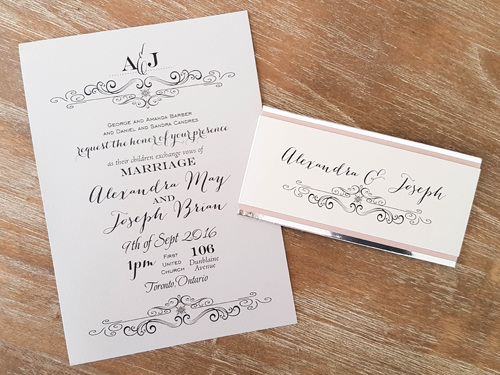 A & J
George and Amanda Barber
and Daniel and Sandra Candres
request the honor of your presence
as their children exchange vows of
MARRIAGE
Alexandra May
AND
Joseph Brian
9th of Sept 2016
1pm First United Church 106 Dunblaine Avenue
Toronto, Ontario
Alexandra & Joseph